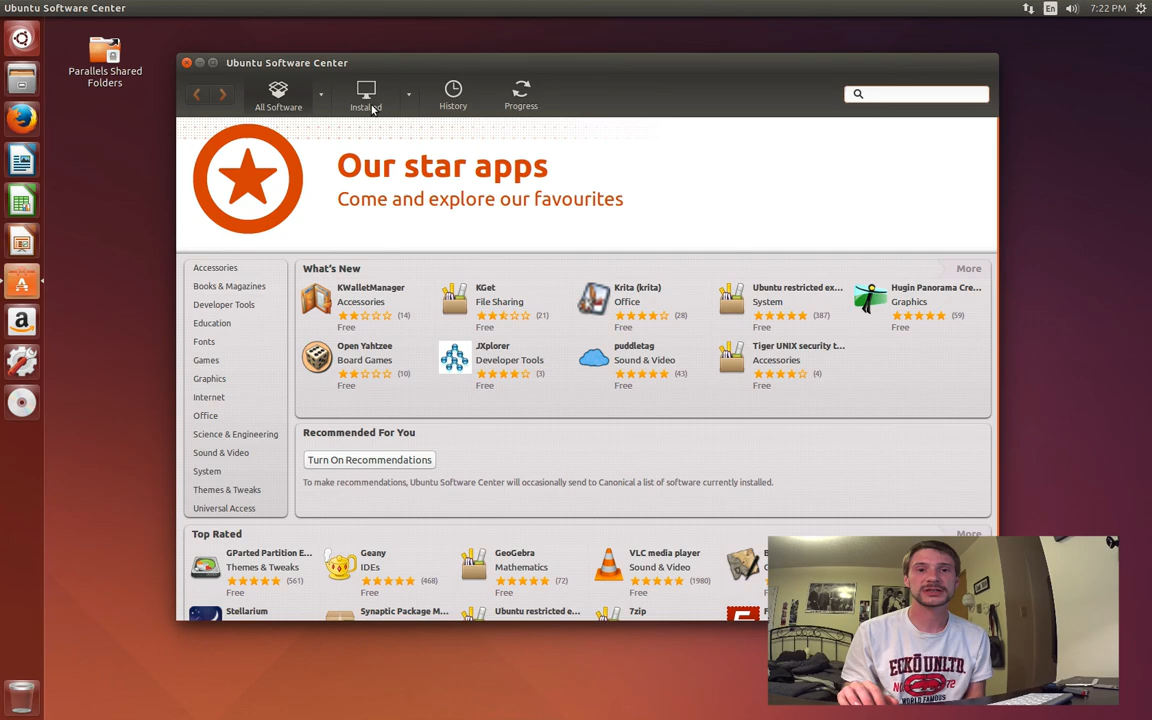 Ubuntu Software Center
En
7:22 PM
Parallels Shared
Folders
Ubuntu Software Center
All Software
Installed
History
Progress
Our star apps
Come and explore our favourites
Accessories
Books & Magazines
Developer Tools
Education
Fonts
Games
Graphics
Internet
Office
Science & Engineering
Sound & Video
System
Themes & Tweaks
Universal Access
What's New
More
KWalletManager
Accessories
(14)
Free
KGet
File Sharing
(21)
Free
Krita (krita)
Office
(28)
Free
Ubuntu restricted ex...
System
(387)
Free
Hugin Panorama Cre...
Graphics
(59)
Free
Open Yahtzee
Board Games
(10)
Free
JXplorer
Developer Tools
(3)
Free
puddletag
Sound & Video
(43)
Free
Tiger UNIX security t...
Accessories
(4)
Free
Recommended For You
Turn On Recommendations
To make recommendations, Ubuntu Software Center will occasionally send to Canonical a list of software currently installed.
Top Rated
More
GParted Partition E...
Themes & Tweaks
(561)
Free
Geany
IDEs
(468)
Free
GeoGebra
Mathematics
(72)
Free
VLC media player
Sound & Video
(1980)
Free
Stellarium
Synaptic Package M...
Ubuntu restricted e...
7zip
ECKŌ UNLTD.
72
WORLD FAMOUS